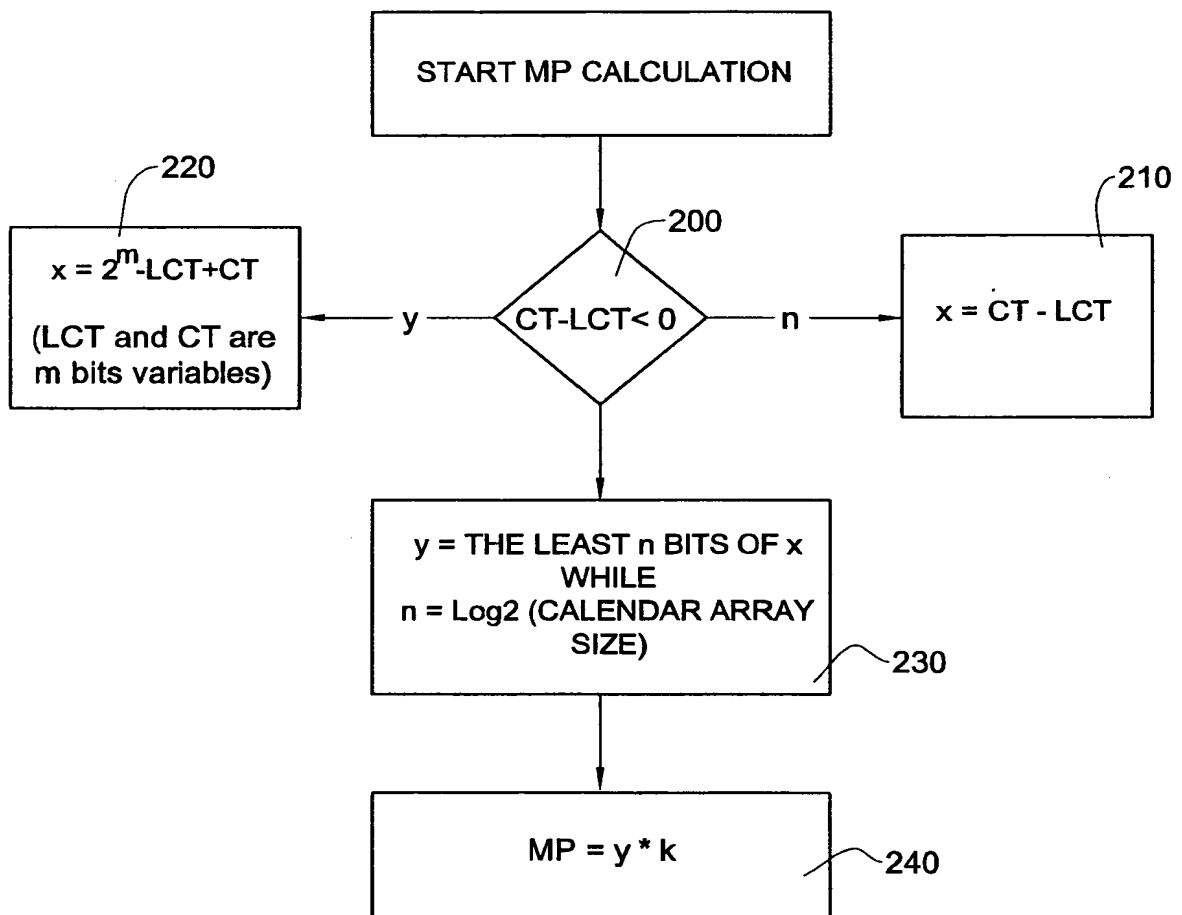 START MP CALCULATION
220
x = 2^m-LCT+CT
(LCT and CT are
m bits variables)
y
200
CT-LCT< 0
n
210
x = CT - LCT
y = THE LEAST n BITS OF x
WHILE
n = Log2 (CALENDAR ARRAY
SIZE)
230
MP = y * k
240